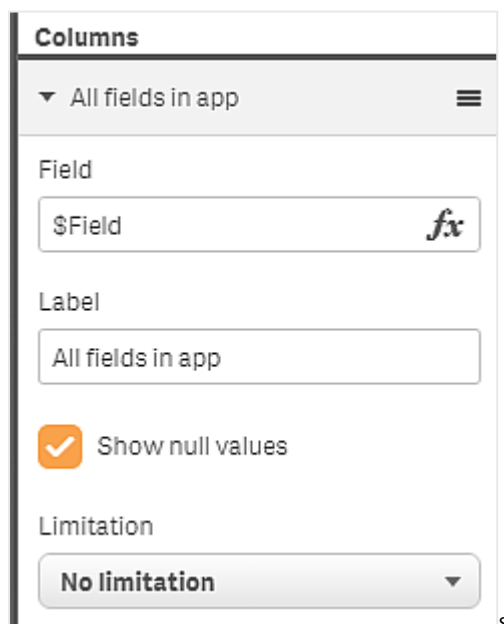 Columns
All fields in app
Field
$Field fx
Label
All fields in app
Show null values
Limitation
No limitation